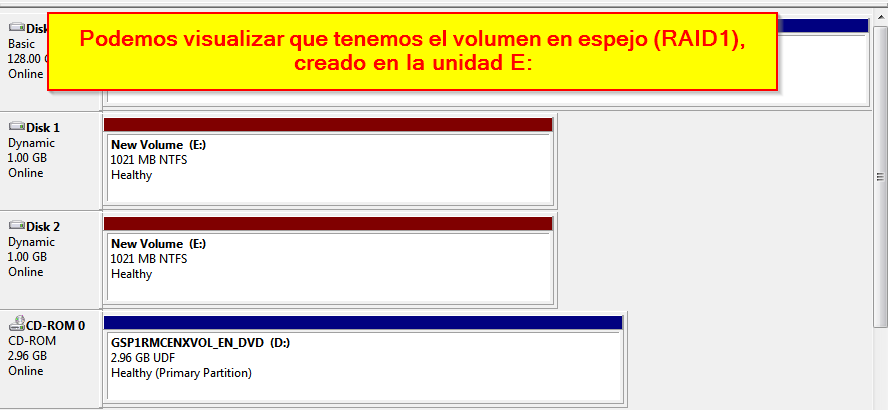 Podemos visualizar que tenemos el volumen en espejo (RAID1),
creado en la unidad E:
Disk
Basic
128.00
Online
Disk 1
Dynamic
1.00 GB
Online
New Volume (E:)
1021 MB NTFS
Healthy
Disk 2
Dynamic
1.00 GB
Online
New Volume (E:)
1021 MB NTFS
Healthy
CD-ROM 0
CD-ROM
2.96 GB
Online
GSP1RMCENXVOL_EN_DVD (D:)
2.96 GB UDF
Healthy (Primary Partition)